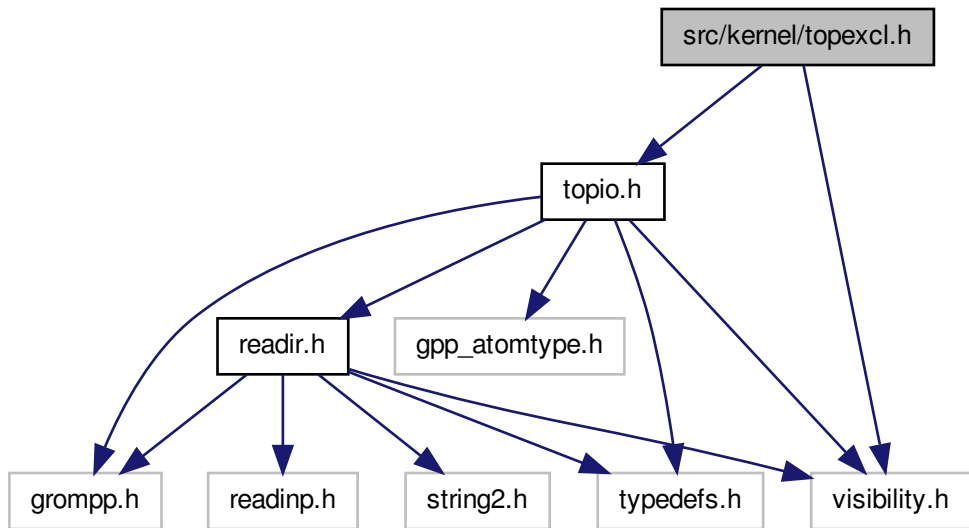 src/kernel/topexcl.h
topio.h
readir.h
gpp_atomtype.h
grompp.h
readinp.h
string2.h
typedefs.h
visibility.h